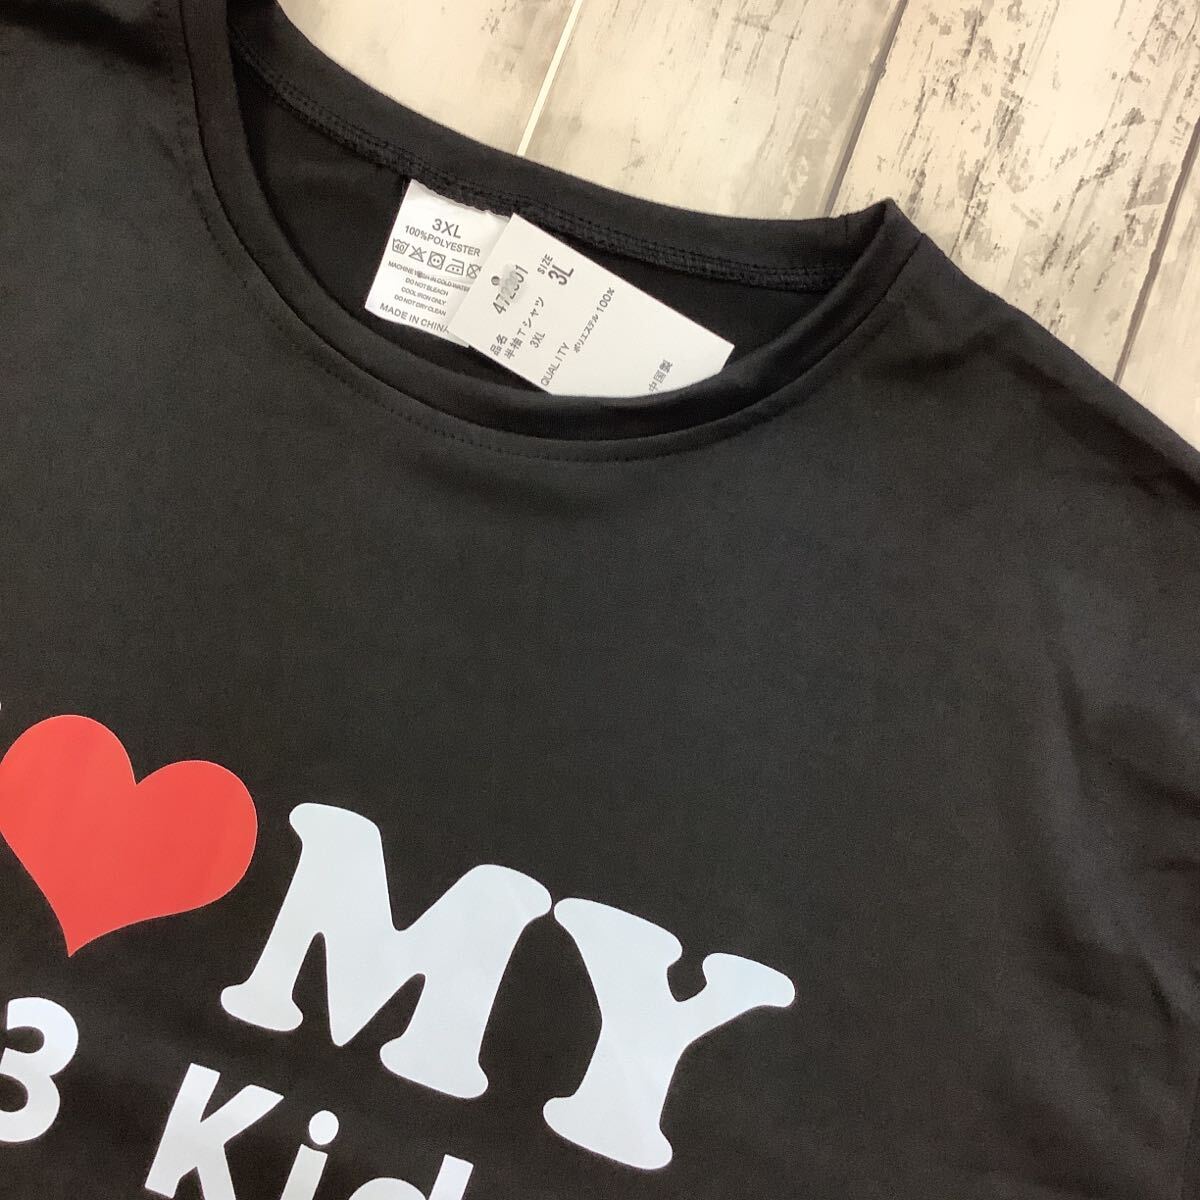 3XL
100%POLYESTER
40
MACHINE WASH IN COLD WATER
DO NOT BLEACH
COOL IRON ONLY
DO NOT DRY CLEAN
MADE IN CHINA
SIZE
3L
品名
半袖Tシャツ
3XL
QUALITY
ポリエステル 100%
中国製
MY
3 Kid